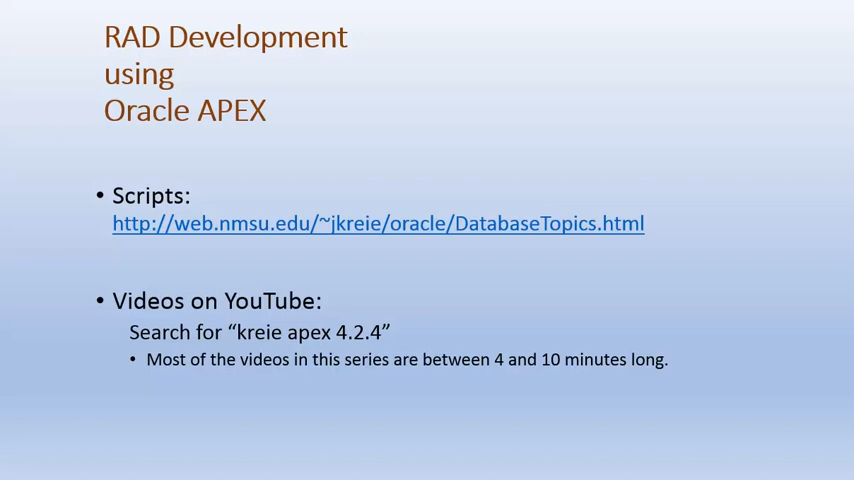 RAD Development
using
Oracle APEX
• Scripts:
http://web.nmsu.edu/~jkreie/oracle/DatabaseTopics.html
• Videos on YouTube:
Search for “kreie apex 4.2.4”
• Most of the videos in this series are between 4 and 10 minutes long.